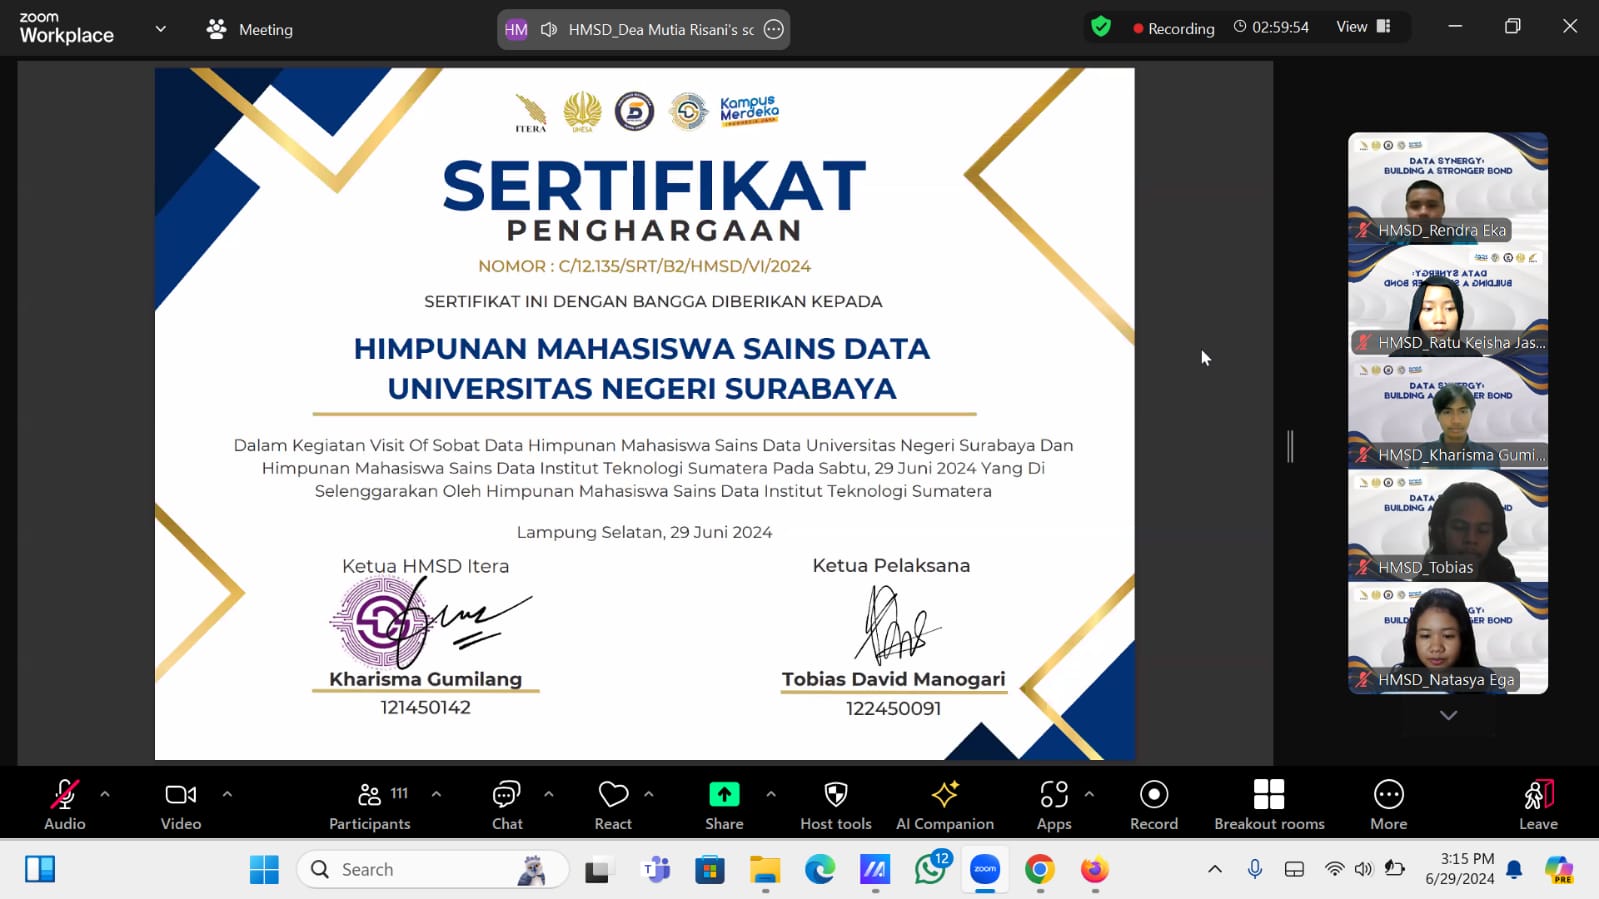 zoom
Workplace
Meeting
HM
HMSD_Dea Mutia Risani's sc
Recording
02:59:54
View
ITERA
UNESA
Kampus
Merdeka
INDONESIA JAYA
SERTIFIKAT
PENGHARGAAN
NOMOR : C/12.135/SRT/B2/HMSD/VI/2024
SERTIFIKAT INI DENGAN BANGGA DIBERIKAN KEPADA
HIMPUNAN MAHASISWA SAINS DATA
UNIVERSITAS NEGERI SURABAYA
Dalam Kegiatan Visit Of Sobat Data Himpunan Mahasiswa Sains Data Universitas Negeri Surabaya Dan
Himpunan Mahasiswa Sains Data Institut Teknologi Sumatera Pada Sabtu, 29 Juni 2024 Yang Di
Selenggarakan Oleh Himpunan Mahasiswa Sains Data Institut Teknologi Sumatera
Lampung Selatan, 29 Juni 2024
Ketua HMSD Itera
Kharisma Gumilang
121450142
Ketua Pelaksana
Tobias David Manogari
122450091
DATA SYNERGY:
BUILDING A STRONGER BOND
HMSD_Rendra Eka
DATA SYNERGY:
HMSD_Ratu Keisha Jas...
HMSD_Kharisma Gumi...
HMSD_Tobias
HMSD_Natasya Ega
Audio
Video
Participants
111
Chat
React
Share
Host tools
AI Companion
Apps
Record
Breakout rooms
More
Leave
Search
12
zoom
3:15 PM
6/29/2024
PRE